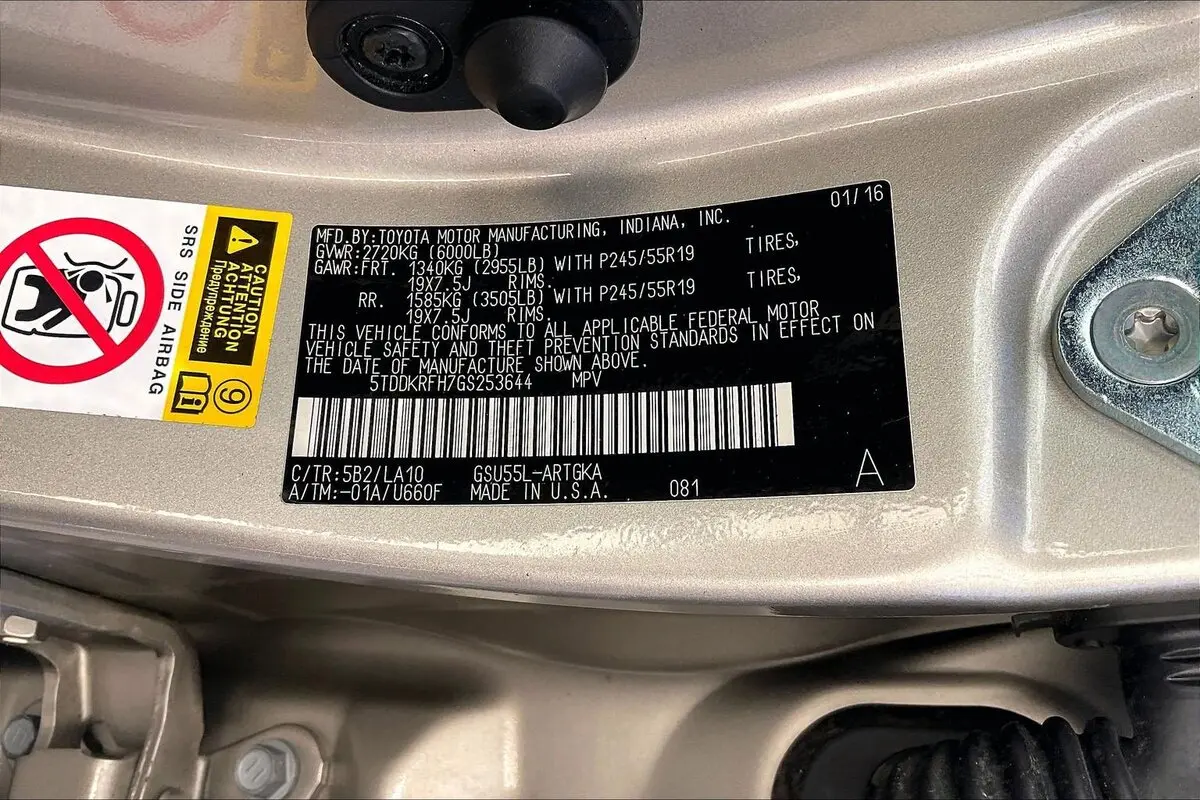 SRS SIDE AIRBAG
CAUTION
ATTENTION
ACHTUNG
Предупреждение
9
01/16
MFD.BY:TOYOTA MOTOR MANUFACTURING, INDIANA, INC.
GVWR:2720KG (6000LB)
GAWR:FRT. 1340KG (2955LB) WITH P245/55R19 TIRES,
19X7.5J RIMS.
RR. 1585KG (3505LB) WITH P245/55R19 TIRES,
19X7.5J RIMS.
THIS VEHICLE CONFORMS TO ALL APPLICABLE FEDERAL MOTOR
VEHICLE SAFETY AND THEFT PREVENTION STANDARDS IN EFFECT ON
THE DATE OF MANUFACTURE SHOWN ABOVE.
5TDDKRFH7GS253644 MPV
C/TR:5B2/LA10 GSU55L-ARTGKA
A/TM:-01A/U660F MADE IN U.S.A. 081
A